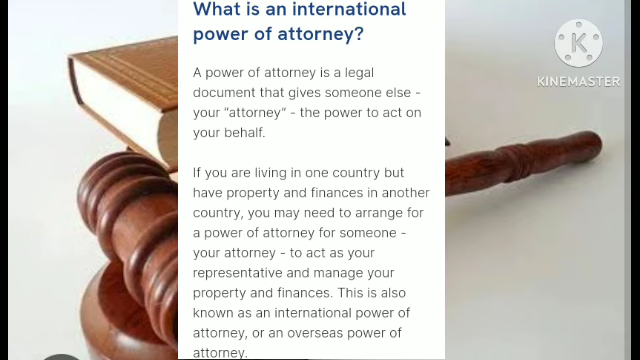 What is an international
power of attorney?
A power of attorney is a legal
document that gives someone else -
your "attorney" - the power to act on
your behalf.
If you are living in one country but
have property and finances in another
country, you may need to arrange for
a power of attorney for someone -
your attorney - to act as your
representative and manage your
property and finances. This is also
known as an international power of
attorney, or an overseas power of
attorney.
K
KINEMASTER